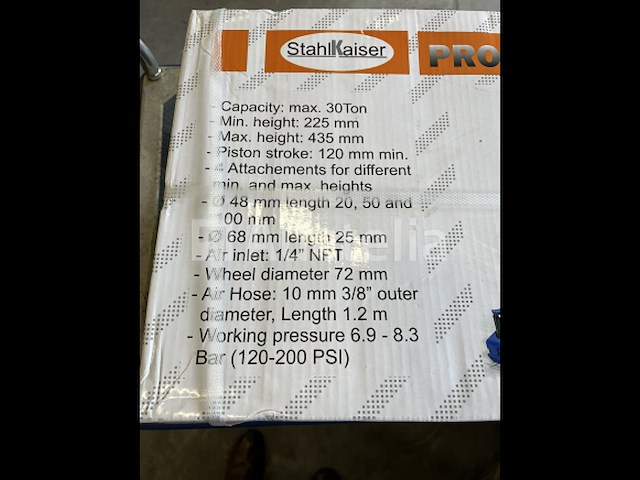 StahlKaiser
PRO
- Capacity: max. 30Ton
- Min. height: 225 mm
- Max. height: 435 mm
- Piston stroke: 120 mm min.
- 4 Attachements for different
min. and max. heights
- Ø 48 mm length 20, 50 and
100 mm
- Ø 68 mm length 25 mm
- Air inlet: 1/4” NPT
- Wheel diameter 72 mm
- Air Hose: 10 mm 3/8” outer
diameter, Length 1.2 m
- Working pressure 6.9 - 8.3
Bar (120-200 PSI)